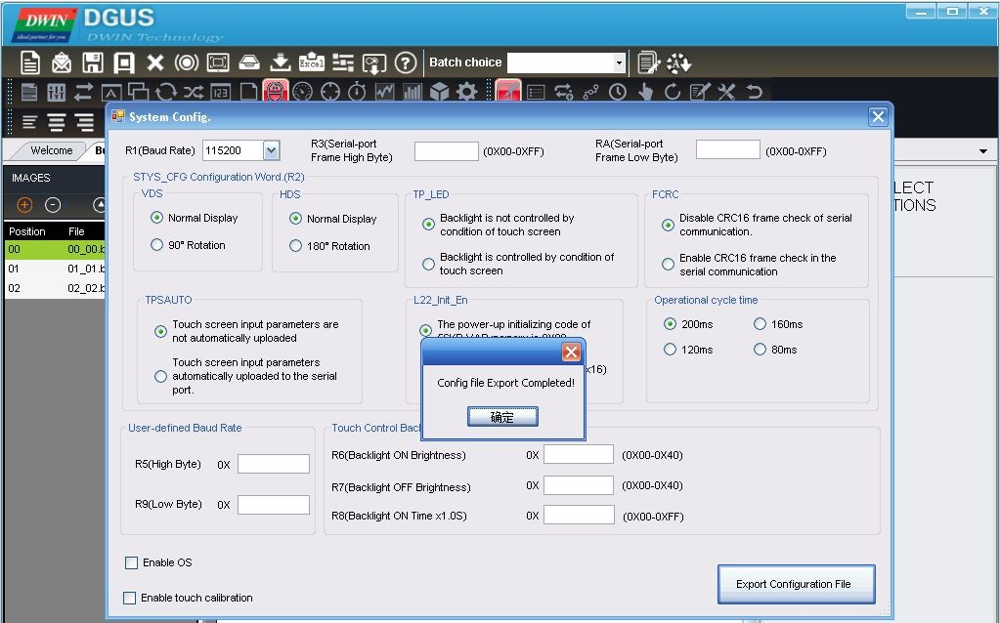 DWIN
ideal partner for you
DGUS
DWIN Technology
Excel
?
Batch choice
A
123
Welcome
Bu
System Config.
R1(Baud Rate)
115200
R3(Serial-port
Frame High Byte)
(0X00-0XFF)
RA(Serial-port
Frame Low Byte)
(0X00-0XFF)
IMAGES
STYS_CFG Configuration Word.(R2)
VDS
Normal Display
90° Rotation
HDS
Normal Display
180° Rotation
TP_LED
Backlight is not controlled by
condition of touch screen
Backlight is controlled by condition of
touch screen
FCRC
Disable CRC16 frame check of serial
communication.
Enable CRC16 frame check in the
serial communication
LECT
TIONS
Position File
00 00_00.b
01 01_01.b
02 02_02.b
TPSAUTO
Touch screen input parameters are
not automatically uploaded
Touch screen input parameters
automatically uploaded to the serial
port.
L22_Init_En
The power-up initializing code of
x16)
Operational cycle time
200ms
160ms
120ms
80ms
Config file Export Completed!
确定
User-defined Baud Rate
R5(High Byte) 0X
R9(Low Byte) 0X
Touch Control Bac
R6(Backlight ON Brightness) 0X (0X00-0X40)
R7(Backlight OFF Brightness) 0X (0X00-0X40)
R8(Backlight ON Time x1.0S) 0X (0X00-0XFF)
Enable OS
Enable touch calibration
Export Configuration File